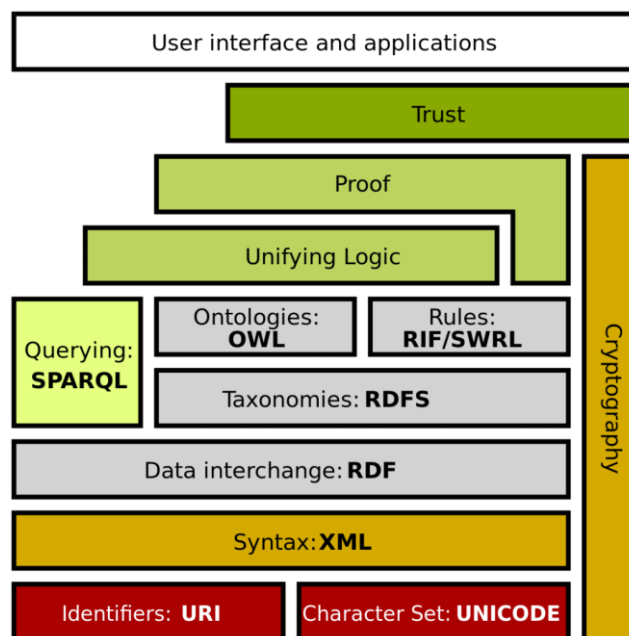 User interface and applications
Trust
Proof
Unifying Logic
Ontologies:
OWL
Rules:
RIF/SWRL
Querying:
SPARQL
Taxonomies: RDFS
Cryptography
Data interchange: RDF
Syntax: XML
Identifiers: URI
Character Set: UNICODE